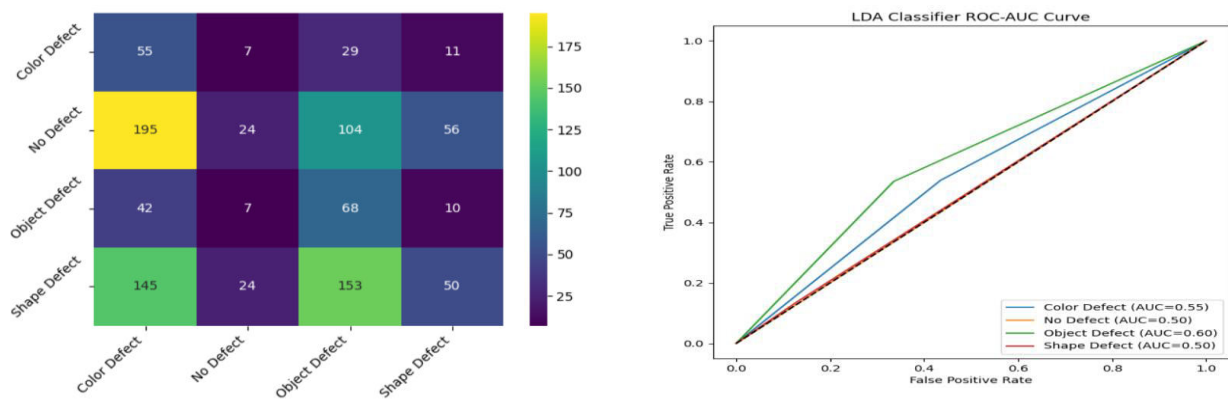 Color Defect
No Defect
Object Defect
Shape Defect
55 7 29 11
195 24 104 56
42 7 68 10
145 24 153 50
Color Defect
No Defect
Object Defect
Shape Defect
175
150
125
100
75
50
25
LDA Classifier ROC-AUC Curve
True Positive Rate
1.0
0.8
0.6
0.4
0.2
0.0
Color Defect (AUC=0.55)
No Defect (AUC=0.50)
Object Defect (AUC=0.60)
Shape Defect (AUC=0.50)
0.0 0.2 0.4 0.6 0.8 1.0
False Positive Rate